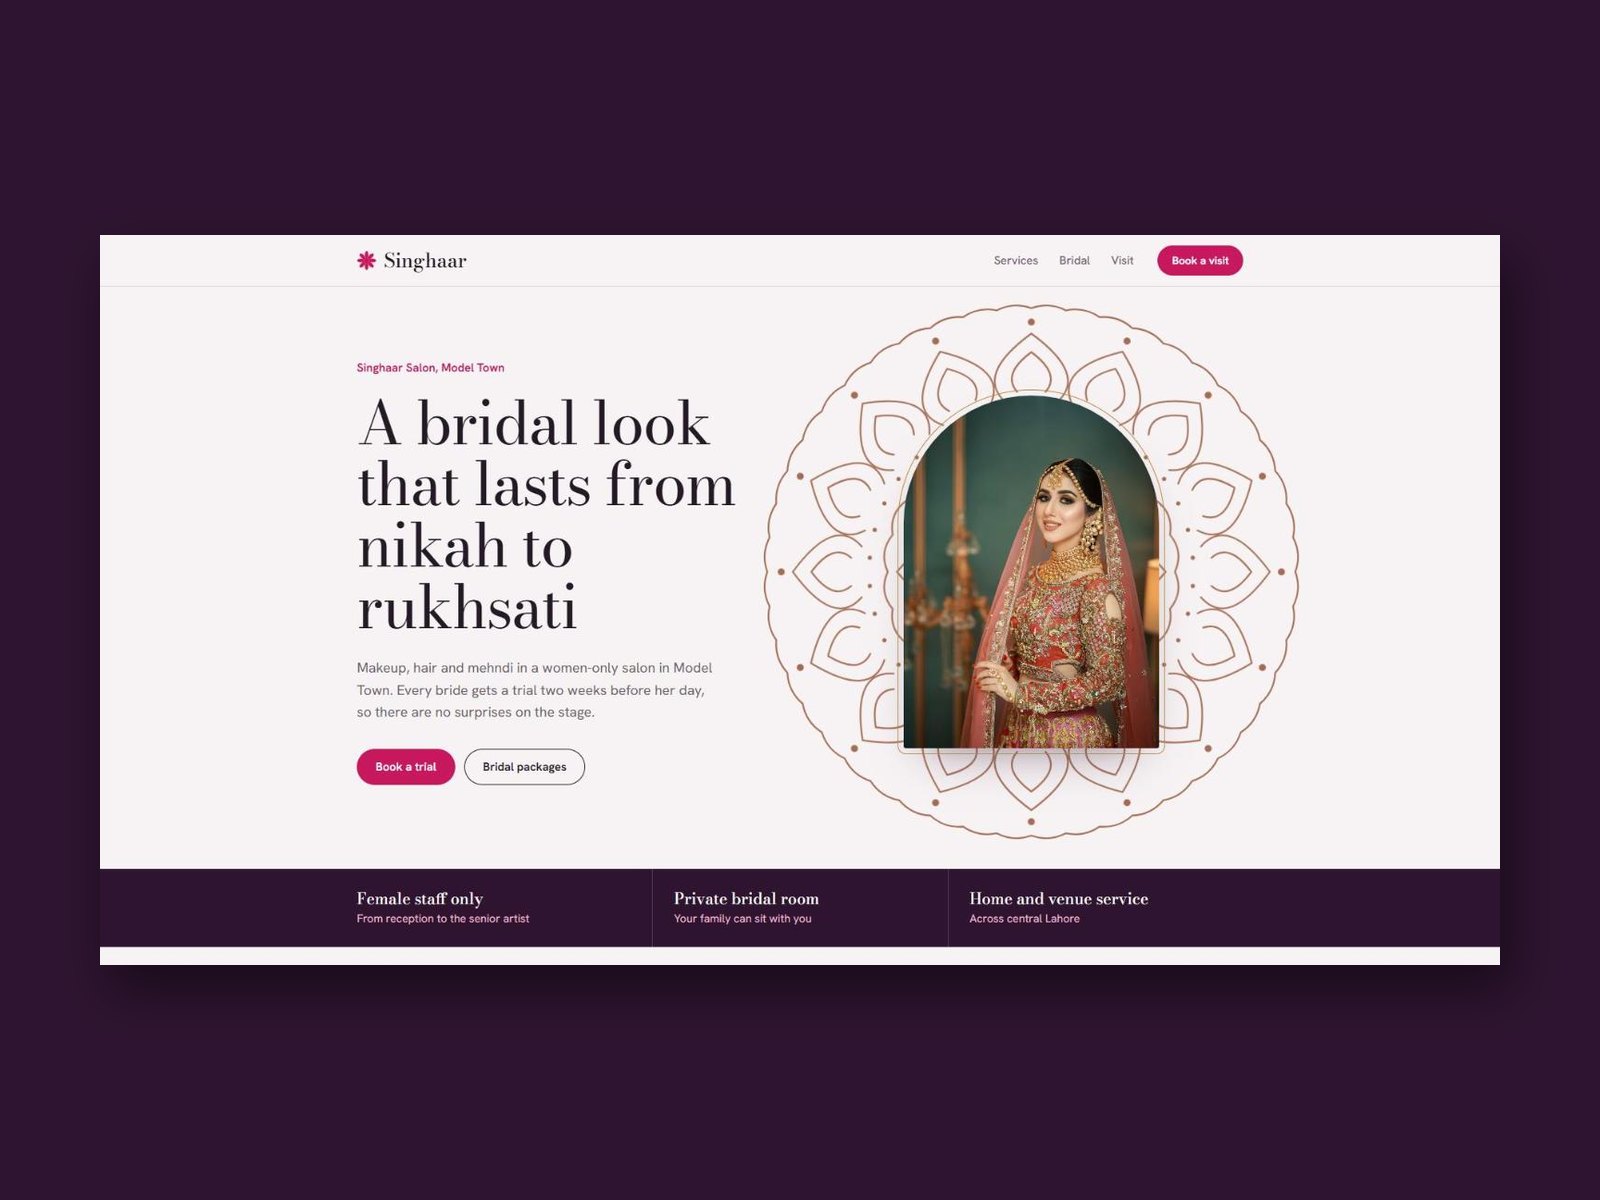 Singhaar
Services
Bridal
Visit
Book a visit
Singhaar Salon, Model Town
A bridal look
that lasts from
nikah to
rukhsati
Makeup, hair and mehndi in a women-only salon in Model
Town. Every bride gets a trial two weeks before her day,
so there are no surprises on the stage.
Book a trial
Bridal packages
Female staff only
From reception to the senior artist
Private bridal room
Your family can sit with you
Home and venue service
Across central Lahore